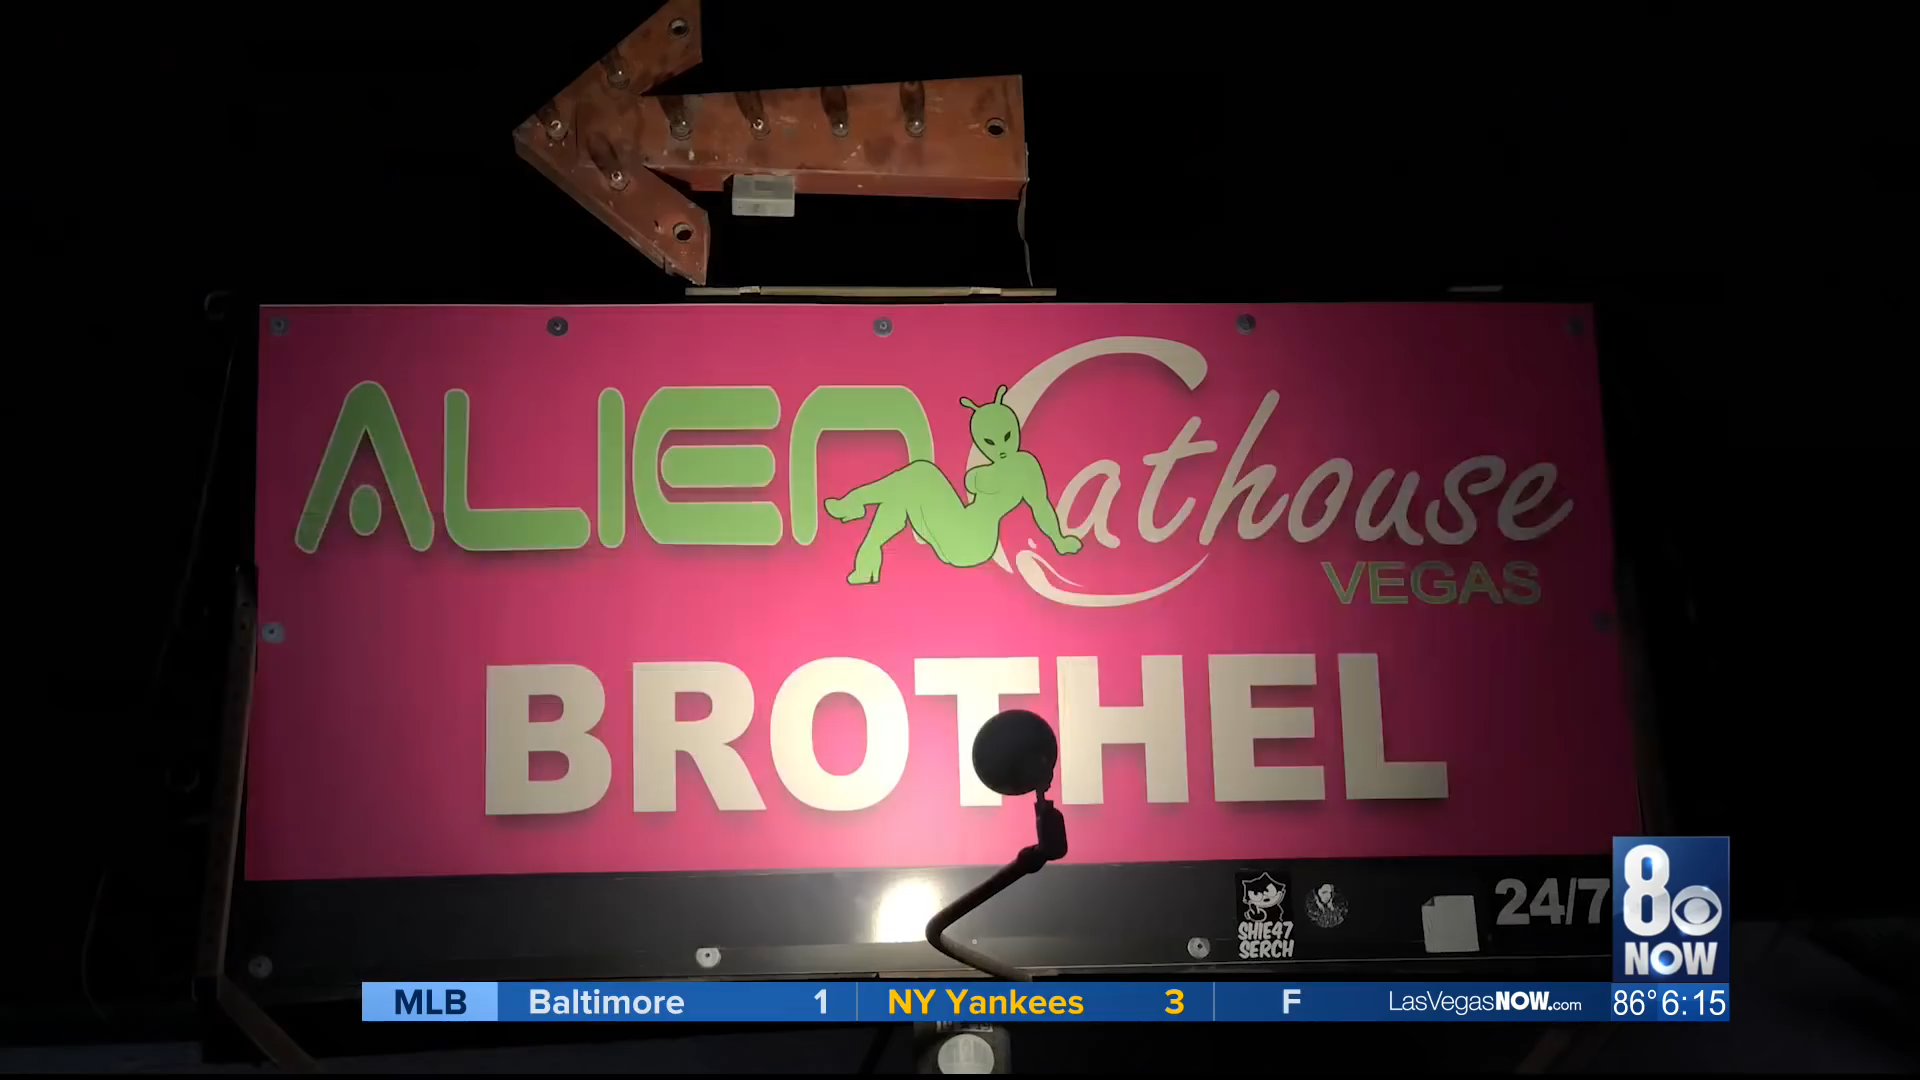 ALIEN Cathouse
VEGAS
BROTHEL
24/7
SHIE47
SERCH
8
NOW
MLB Baltimore 1 NY Yankees 3 F LasVegasNOW.com 86° 6:15